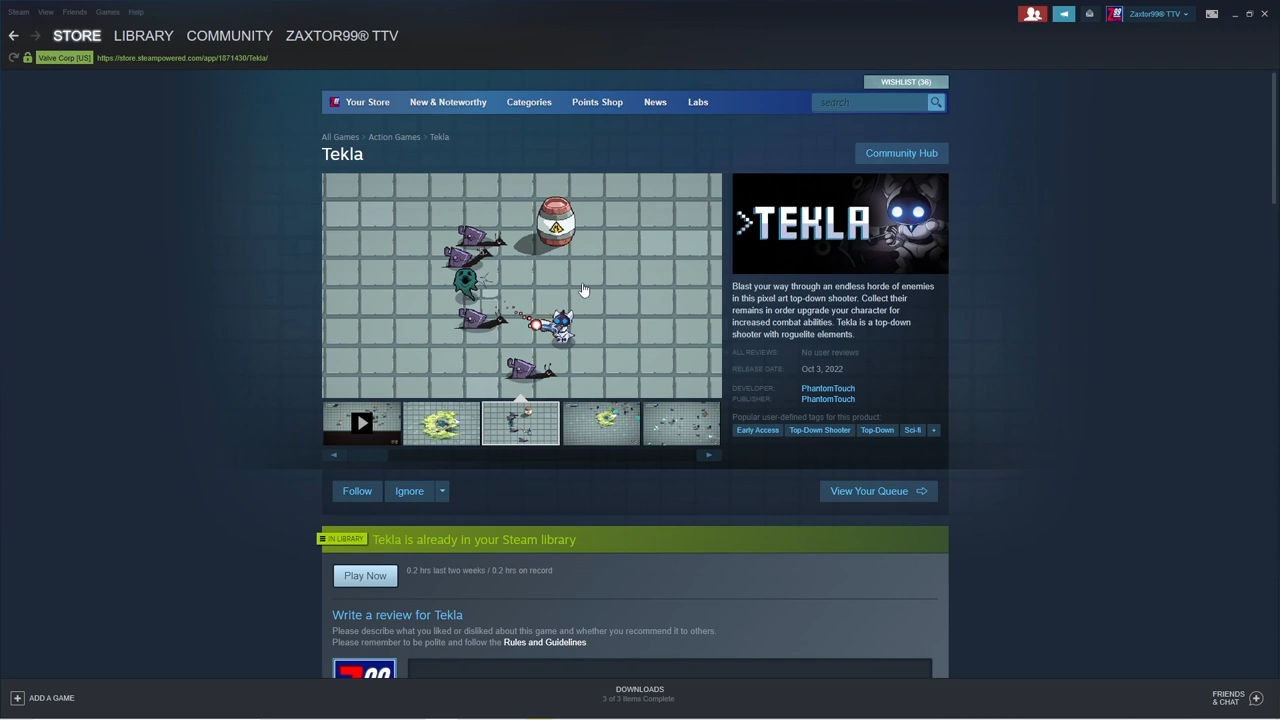 Steam View Friends Games Help
Zaxtor99® TTV
STORE LIBRARY COMMUNITY ZAXTOR99® TTV
Valve Corp [US] https://store.steampowered.com/app/1871430/Tekla/
WISHLIST (36)
Your Store New & Noteworthy Categories Points Shop News Labs search
All Games > Action Games > Tekla
Tekla
Community Hub
>TEKLA
Blast your way through an endless horde of enemies
in this pixel art top-down shooter. Collect their
remains in order upgrade your character for
increased combat abilities. Tekla is a top-down
shooter with roguelite elements.
ALL REVIEWS: No user reviews
RELEASE DATE: Oct 3, 2022
DEVELOPER: PhantomTouch
PUBLISHER: PhantomTouch
Popular user-defined tags for this product:
Early Access Top-Down Shooter Top-Down Sci-fi +
Follow Ignore View Your Queue
IN LIBRARY Tekla is already in your Steam library
Play Now 0.2 hrs last two weeks / 0.2 hrs on record
Write a review for Tekla
Please describe what you liked or disliked about this game and whether you recommend it to others.
Please remember to be polite and follow the Rules and Guidelines.
+ ADD A GAME
DOWNLOADS
3 of 3 Items Complete
FRIENDS
& CHAT